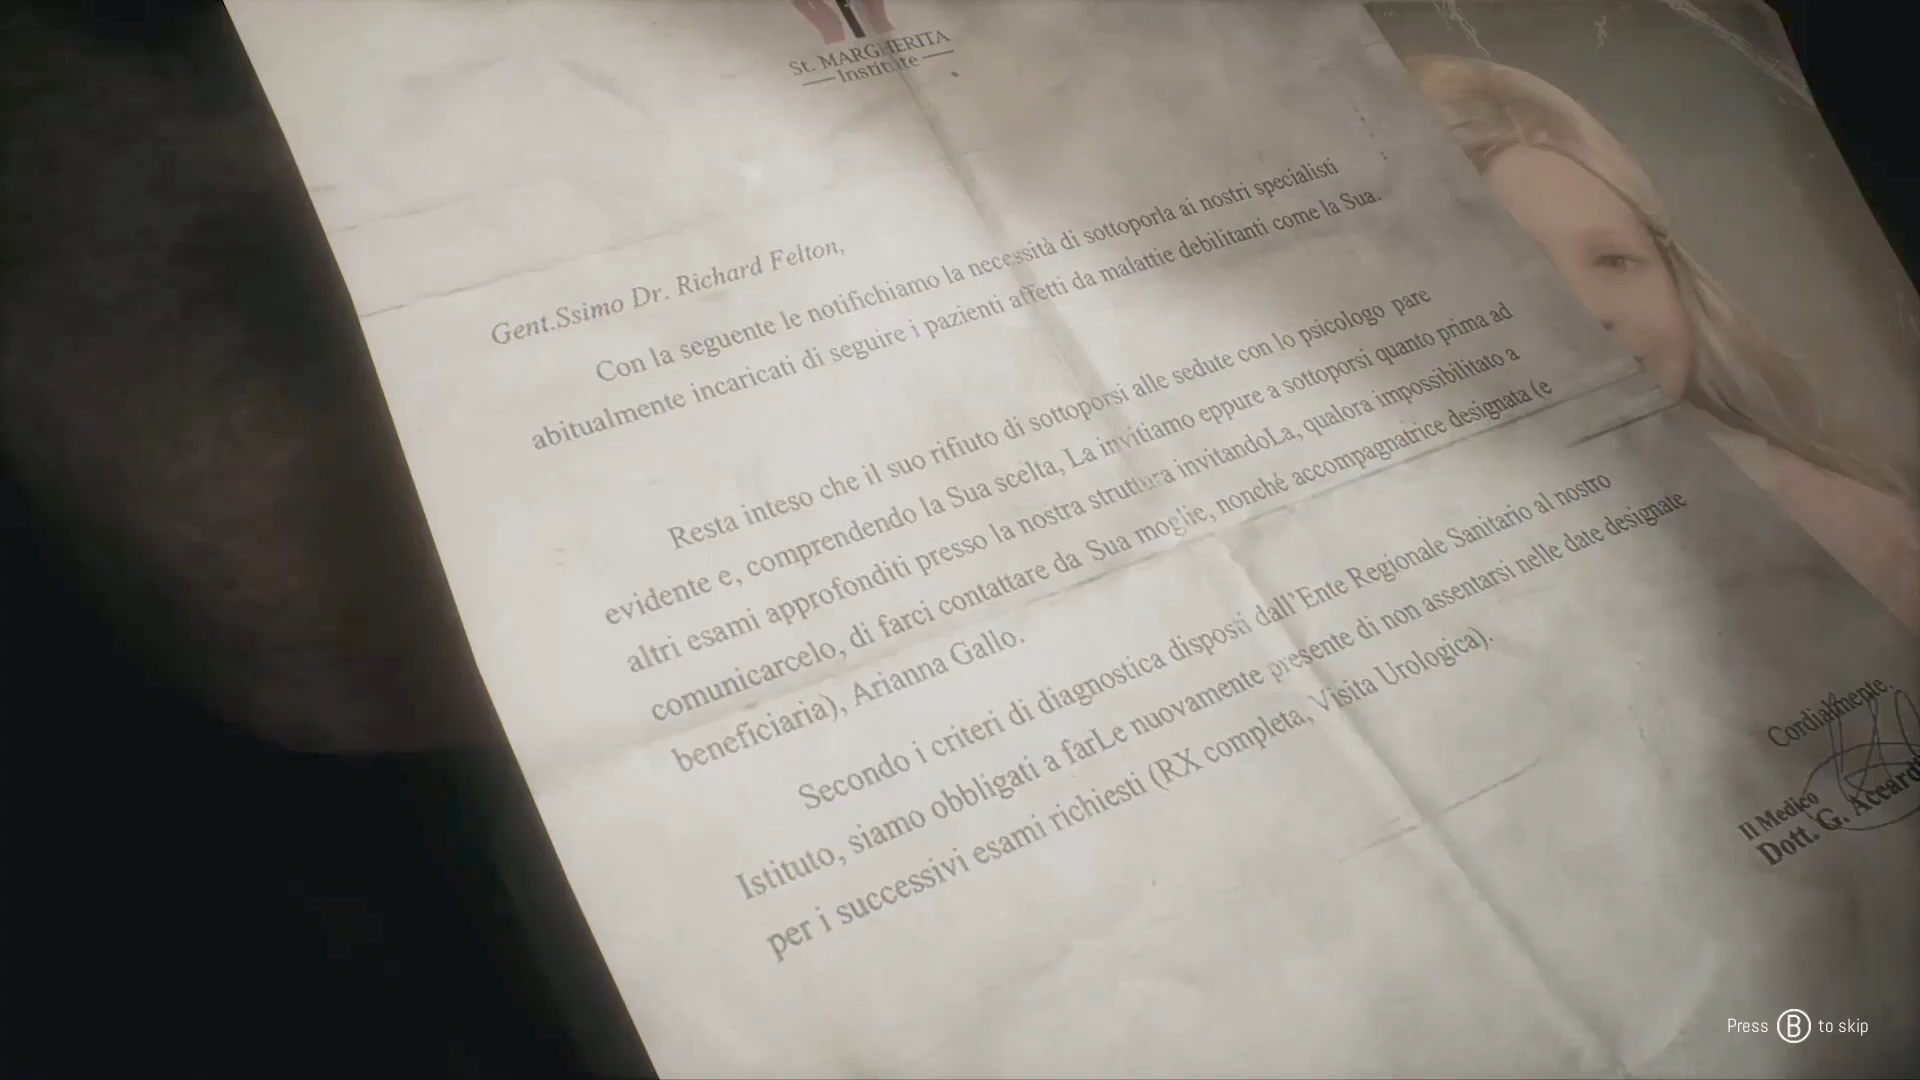 St. MARGHERITA
Institute
Gent.Ssimo Dr. Richard Felton,
Con la seguente le notifichiamo la necessità di sottoporla ai nostri specialisti
abitualmente incaricati di seguire i pazienti affetti da malattie debilitanti come la Sua.
Resta inteso che il suo rifiuto di sottoporsi alle sedute con lo psicologo pare
evidente e, comprendendo la Sua scelta, La invitiamo eppure a sottoporsi quanto prima ad
altri esami approfonditi presso la nostra struttura invitandoLa, qualora impossibilitato a
comunicarcelo, di farci contattare da Sua moglie, nonché accompagnatrice designata (e
beneficiaria), Arianna Gallo.
Secondo i criteri di diagnostica disposti dall'Ente Regionale Sanitario al nostro
Istituto, siamo obbligati a farLe nuovamente presente di non assentarsi nelle date designate
per i successivi esami richiesti (RX completa, Visita Urologica).
Cordialmente,
Il Medico
Dott. G.
Press B to skip